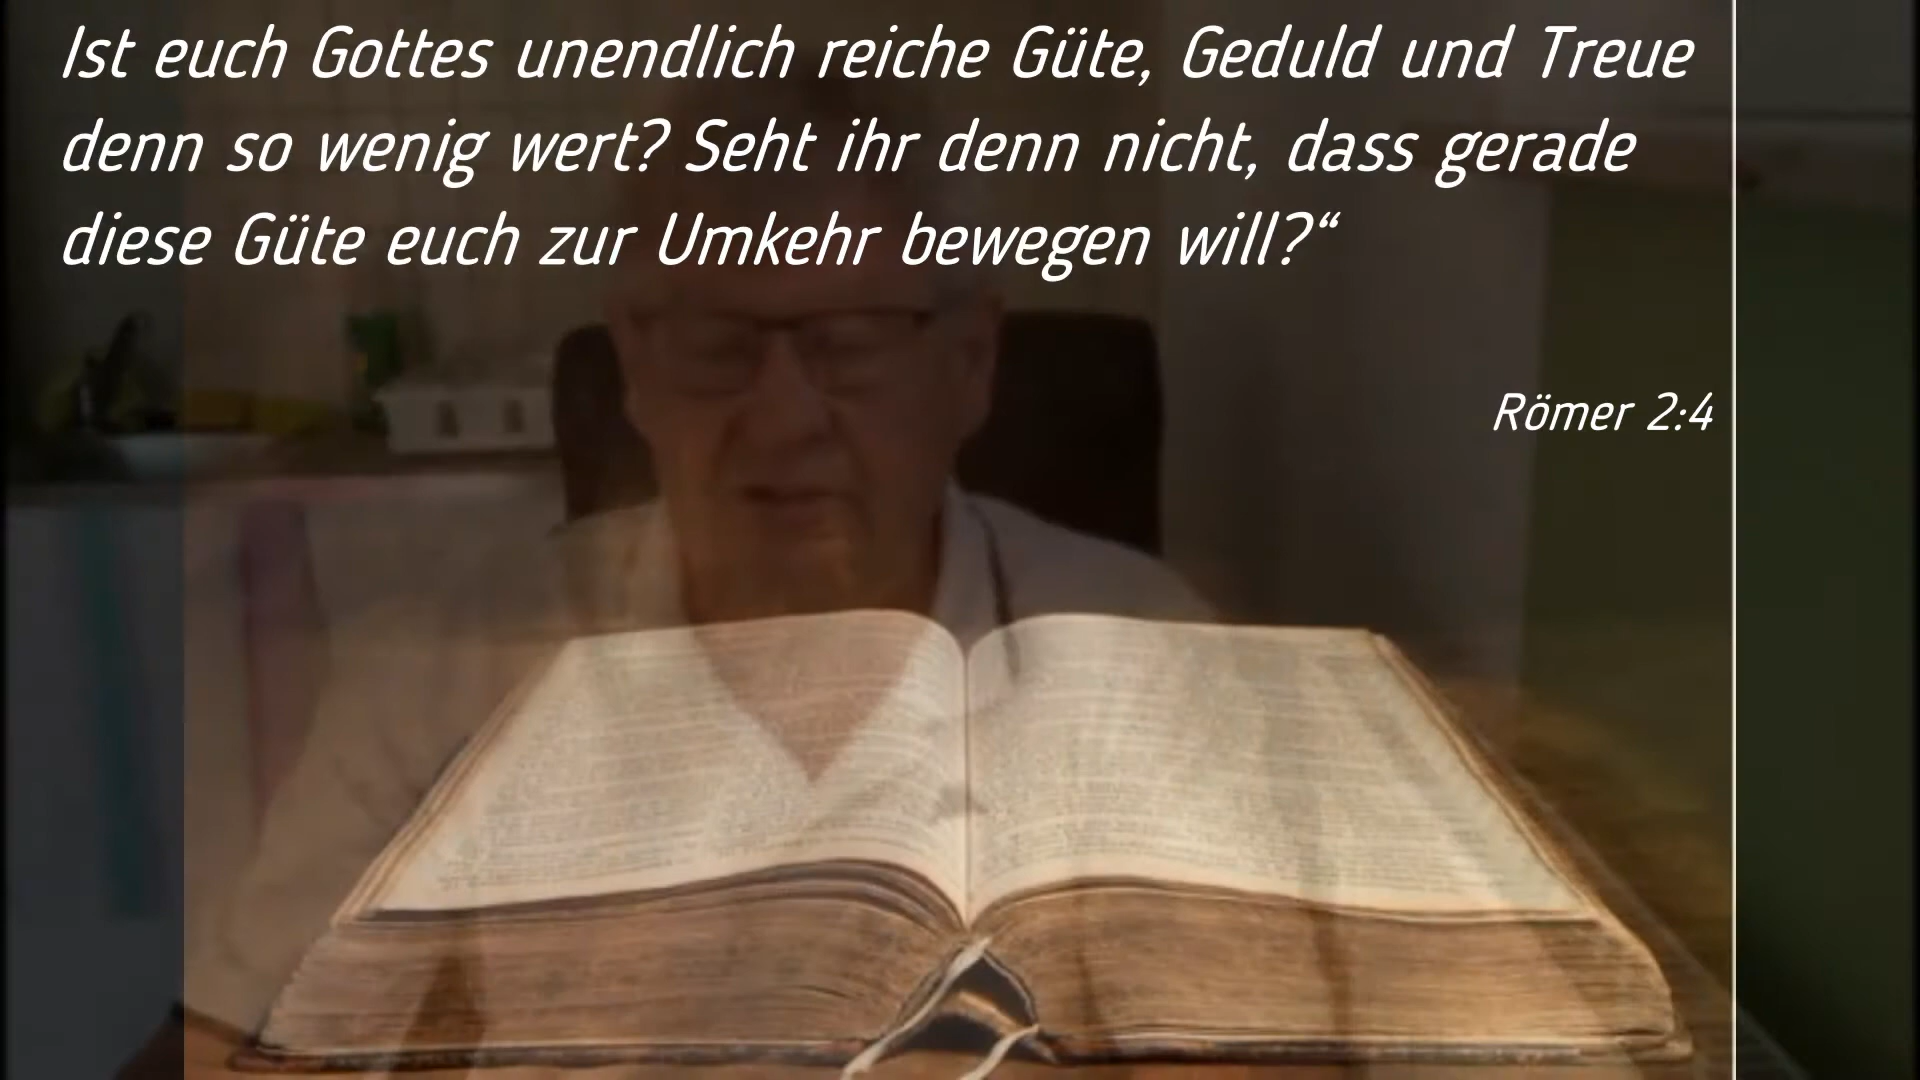 Ist euch Gottes unendlich reiche Güte, Geduld und Treue
denn so wenig wert? Seht ihr denn nicht, dass gerade
diese Güte euch zur Umkehr bewegen will?“
Römer 2:4